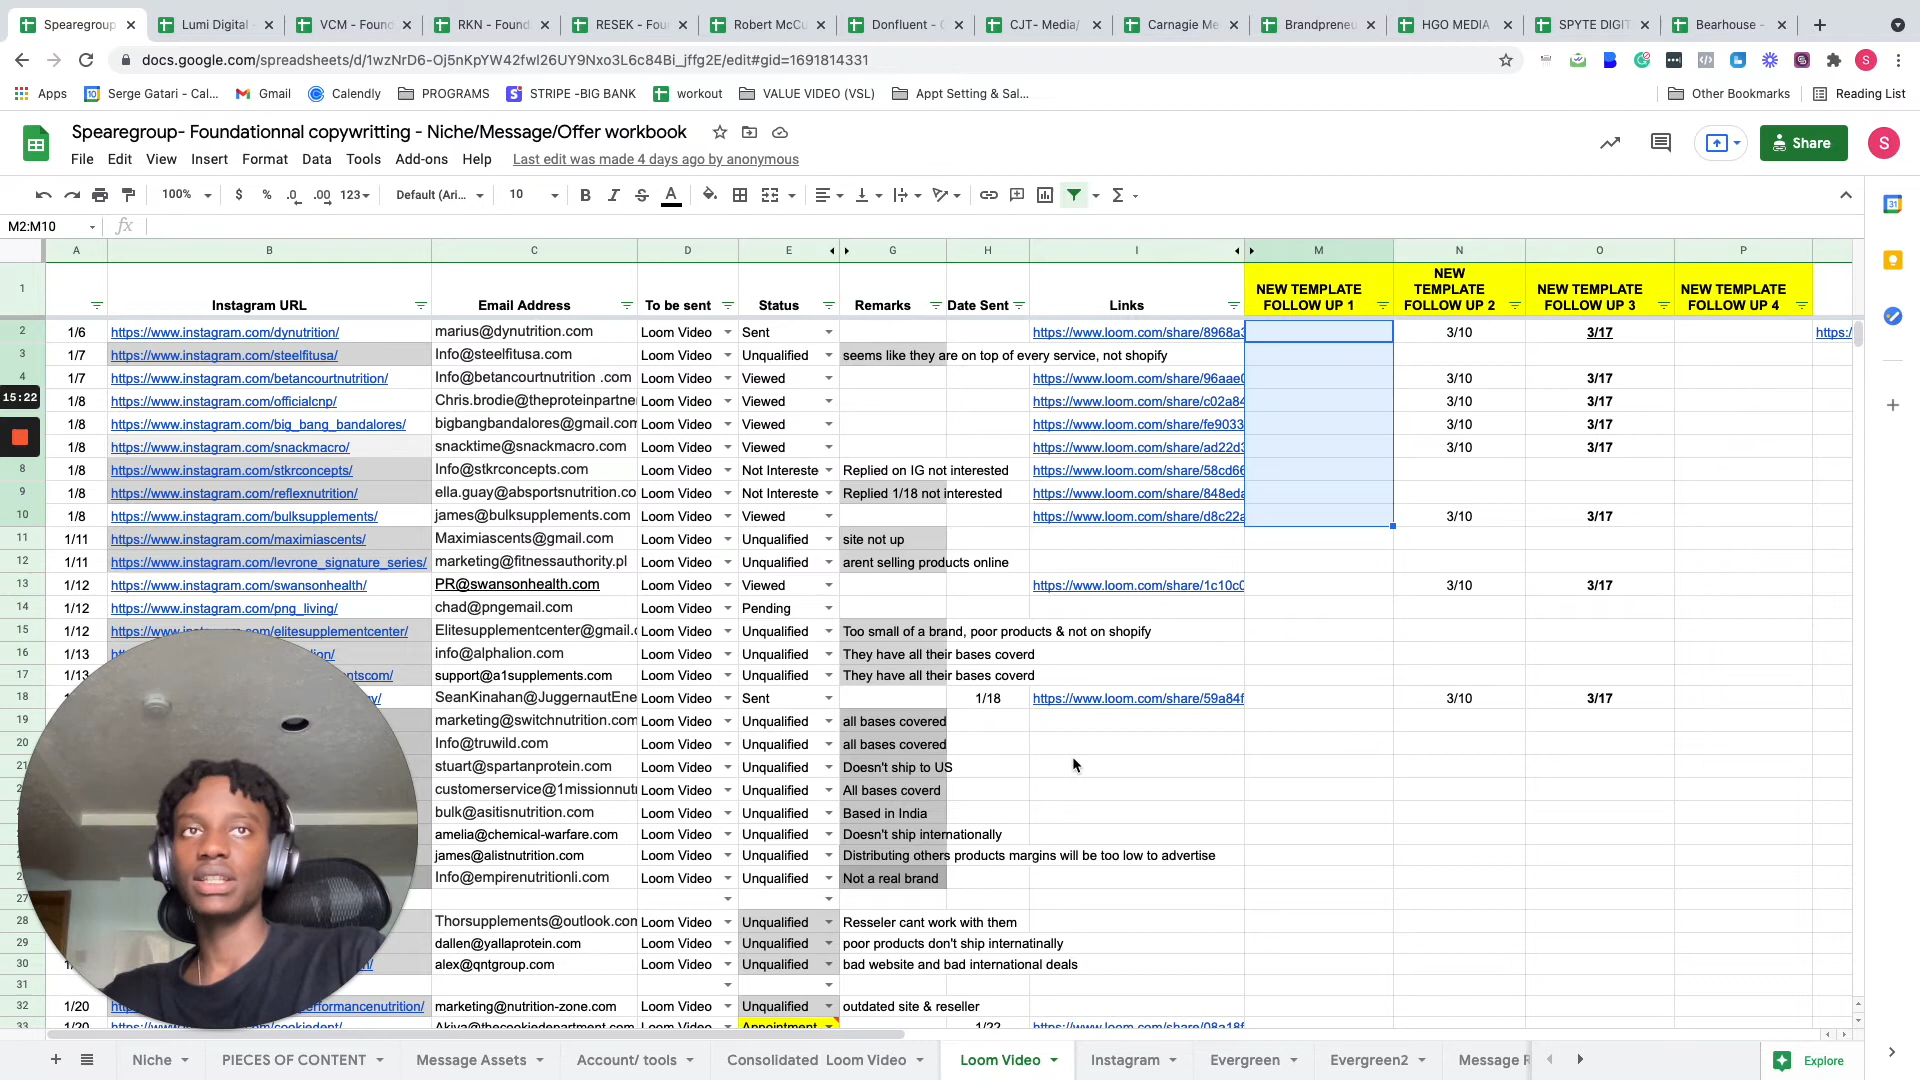 Spearegroup
Lumi Digital -
VCM - Found
RKN - Found
RESEK - Fou
Robert McCu
Donfluent - C
CJT- Media/
Carnagie Me
Brandpreneu
HGO MEDIA
SPYTE DIGIT
Bearhouse -
docs.google.com/spreadsheets/d/1wzNrD6-Oj5nKpYW42fwl26UY9Nxo3L6c84Bi_jffg2E/edit#gid=1691814331
S
Apps
Serge Gatari - Cal...
Gmail
Calendly
PROGRAMS
STRIPE -BIG BANK
workout
VALUE VIDEO (VSL)
Appt Setting & Sal...
Other Bookmarks
Reading List
Spearegroup- Foundationnal copywritting - Niche/Message/Offer workbook
Share
S
File Edit View Insert Format Data Tools Add-ons Help Last edit was made 4 days ago by anonymous
100% $ % .0 .00 123 Default (Ari... 10 B I S A
31
M2:M10 fx
A B C D E G H I M N O P
1 Instagram URL Email Address To be sent Status Remarks Date Sent Links NEW TEMPLATE FOLLOW UP 1 NEW TEMPLATE FOLLOW UP 2 NEW TEMPLATE FOLLOW UP 3 NEW TEMPLATE FOLLOW UP 4
2 1/6 https://www.instagram.com/dynutrition/ marius@dynutrition.com Loom Video Sent https://www.loom.com/share/8968a3 3/10 3/17 https:/
3 1/7 https://www.instagram.com/steelfitusa/ Info@steelfitusa.com Loom Video Unqualified seems like they are on top of every service, not shopify
4 1/7 https://www.instagram.com/betancourtnutrition/ Info@betancourtnutrition .com Loom Video Viewed https://www.loom.com/share/96aae0 3/10 3/17
15:22
1/8 https://www.instagram.com/officialcnp/ Chris.brodie@theproteinpartne Loom Video Viewed https://www.loom.com/share/c02a84 3/10 3/17
1/8 https://www.instagram.com/big_bang_bandalores/ bigbangbandalores@gmail.com Loom Video Viewed https://www.loom.com/share/fe9033 3/10 3/17
1/8 https://www.instagram.com/snackmacro/ snacktime@snackmacro.com Loom Video Viewed https://www.loom.com/share/ad22d3 3/10 3/17
8 1/8 https://www.instagram.com/stkrconcepts/ Info@stkrconcepts.com Loom Video Not Intereste Replied on IG not interested https://www.loom.com/share/58cd66
9 1/8 https://www.instagram.com/reflexnutrition/ ella.guay@absportsnutrition.co Loom Video Not Intereste Replied 1/18 not interested https://www.loom.com/share/848eda
10 1/8 https://www.instagram.com/bulksupplements/ james@bulksupplements.com Loom Video Viewed https://www.loom.com/share/d8c22a 3/10 3/17
11 1/11 https://www.instagram.com/maximiascents/ Maximiascents@gmail.com Loom Video Unqualified site not up
12 1/11 https://www.instagram.com/levrone_signature_series/ marketing@fitnessauthority.pl Loom Video Unqualified arent selling products online
13 1/12 https://www.instagram.com/swansonhealth/ PR@swansonhealth.com Loom Video Viewed https://www.loom.com/share/1c10c0 3/10 3/17
14 1/12 https://www.instagram.com/png_living/ chad@pngemail.com Loom Video Pending
15 1/12 https://www.instagram.com/elitesupplementcenter/ Elitesupplementcenter@gmail.c Loom Video Unqualified Too small of a brand, poor products & not on shopify
16 1/13 info@alphalion.com Loom Video Unqualified They have all their bases coverd
17 1/13 support@a1supplements.com Loom Video Unqualified They have all their bases coverd
18 SeanKinahan@JuggernautEne Loom Video Sent 1/18 https://www.loom.com/share/59a84f 3/10 3/17
19 marketing@switchnutrition.com Loom Video Unqualified all bases covered
20 Info@truwild.com Loom Video Unqualified all bases covered
21 stuart@spartanprotein.com Loom Video Unqualified Doesn't ship to US
customerservice@1missionnutr Loom Video Unqualified All bases coverd
bulk@asitisnutrition.com Loom Video Unqualified Based in India
amelia@chemical-warfare.com Loom Video Unqualified Doesn't ship internationally
james@alistnutrition.com Loom Video Unqualified Distributing others products margins will be too low to advertise
Info@empirenutritionli.com Loom Video Unqualified Not a real brand
27
28 Thorsupplements@outlook.com Loom Video Unqualified Resseler cant work with them
29 dallen@yallaprotein.com Loom Video Unqualified poor products don't ship internatinally
30 alex@qntgroup.com Loom Video Unqualified bad website and bad international deals
31
32 1/20 erformancenutrition/ marketing@nutrition-zone.com Loom Video Unqualified outdated site & reseller
33 1/20 Akiva@thecookiedepartment.com Loom Video Appointment 1/22 https://www.loom.com/share/08a18f
Niche PIECES OF CONTENT Message Assets Account/ tools Consolidated Loom Video Loom Video Instagram Evergreen Evergreen2 Message R Explore